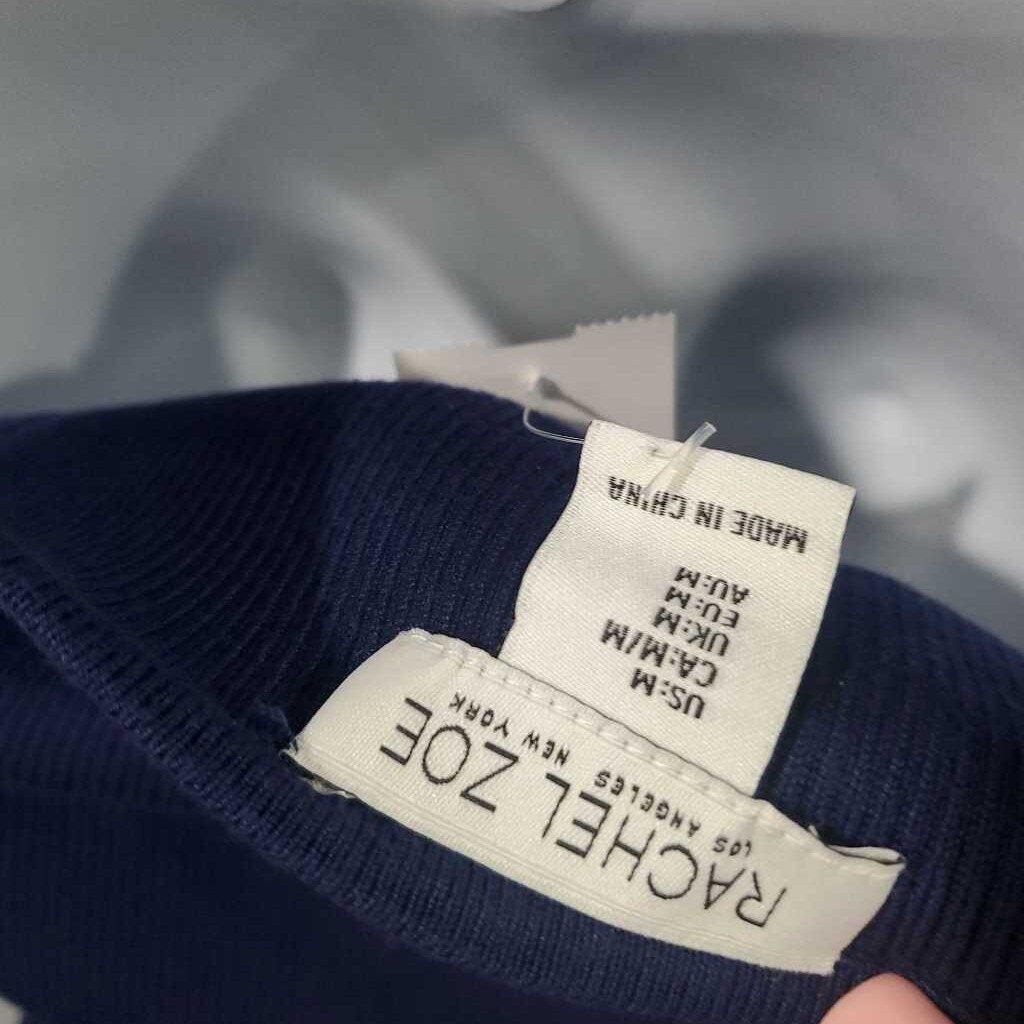 RACHEL ZOE
LOS ANGELES NEW YORK
US:M
CA:M/M
UK:M
EU:M
AU:M
MADE IN CHINA